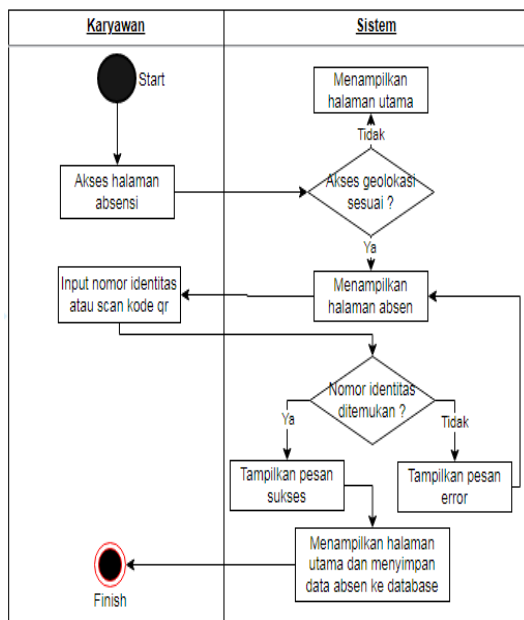 Karyawan
Sistem
Start
Menampilkan
halaman utama
Tidak
Akses halaman
absensi
Akses geolokasi
sesuai ?
Ya
Input nomor identitas
atau scan kode qr
Menampilkan
halaman absen
Nomor identitas
ditemukan ?
Ya
Tidak
Tampilkan pesan
sukses
Tampilkan pesan
error
Menampilkan halaman
utama dan menyimpan
data absen ke database
Finish